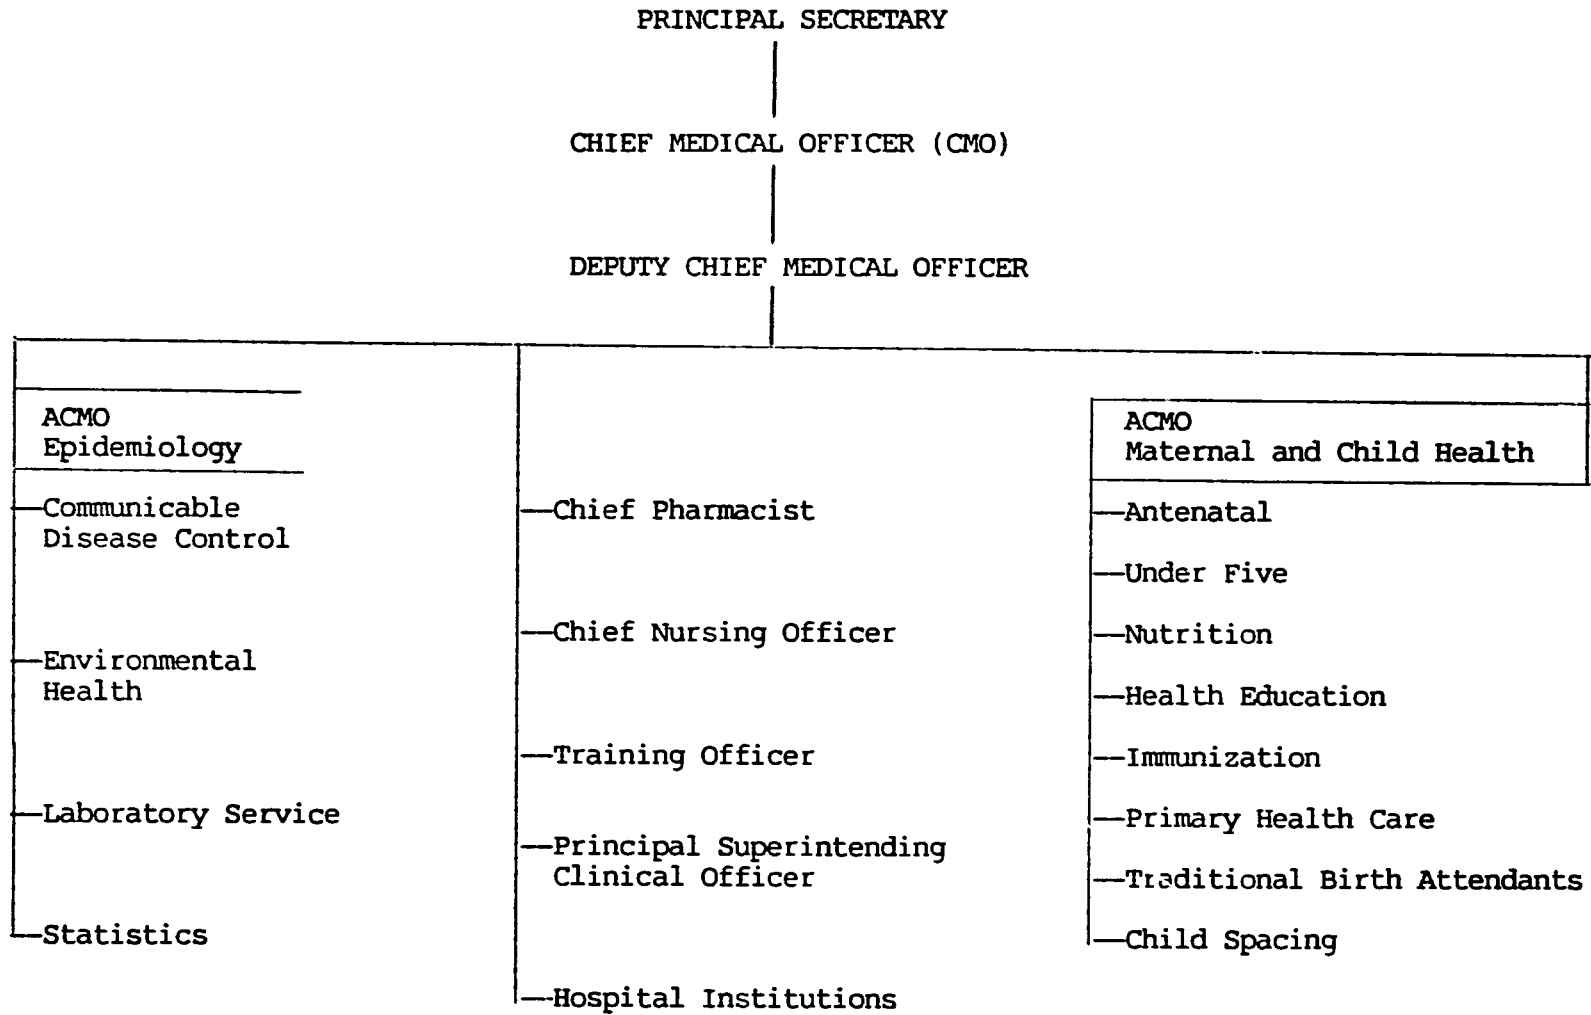 PRINCIPAL SECRETARY
CHIEF MEDICAL OFFICER (CMO)
DEPUTY CHIEF MEDICAL OFFICER
ACMO
Epidemiology
Communicable
Disease Control
Environmental
Health
Laboratory Service
Statistics
Chief Pharmacist
Chief Nursing Officer
Training Officer
Principal Superintending
Clinical Officer
Hospital Institutions
ACMO
Maternal and Child Health
Antenatal
Under Five
Nutrition
Health Education
Immunization
Primary Health Care
Traditional Birth Attendants
Child Spacing